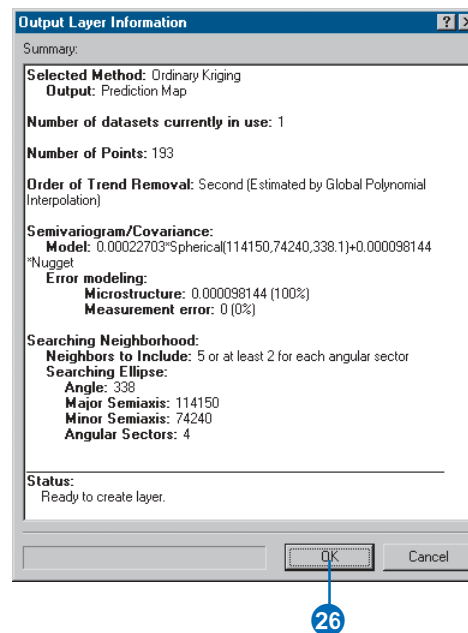 Output Layer Information
Summary:
Selected Method: Ordinary Kriging
Output: Prediction Map
Number of datasets currently in use: 1
Number of Points: 193
Order of Trend Removal: Second (Estimated by Global Polynomial
Interpolation)
Semivariogram/Covariance:
Model: 0.00022703*Spherical(114150,74240,338.1)+0.000098144
*Nugget
Error modeling:
Microstructure: 0.000098144 (100%)
Measurement error: 0 (0%)
Searching Neighborhood:
Neighbors to Include: 5 or at least 2 for each angular sector
Searching Ellipse:
Angle: 338
Major Semiaxis: 114150
Minor Semiaxis: 74240
Angular Sectors: 4
Status:
Ready to create layer.
OK Cancel
26